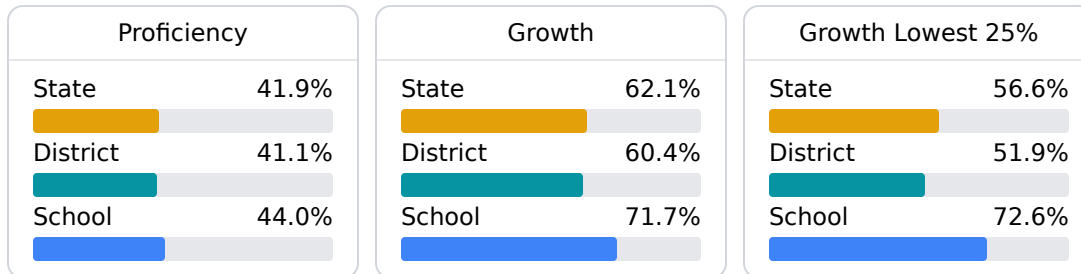 Proficiency
State 41.9%
District 41.1%
School 44.0%
Growth
State 62.1%
District 60.4%
School 71.7%
Growth Lowest 25%
State 56.6%
District 51.9%
School 72.6%